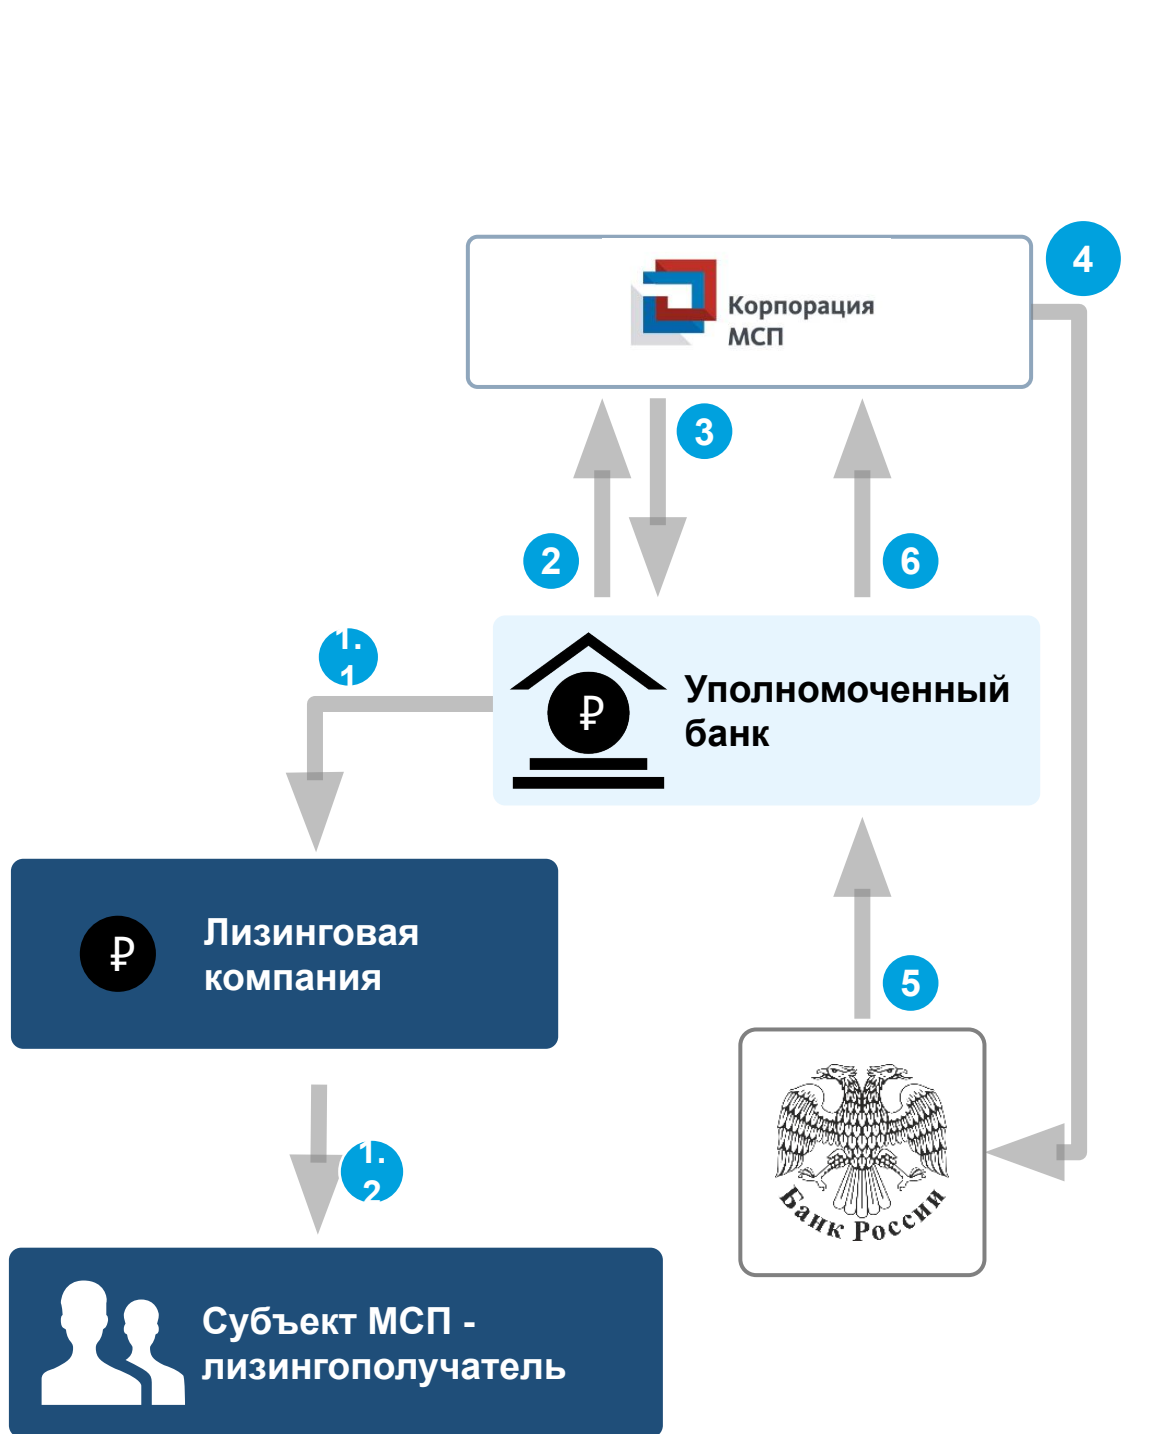 4
Корпорация
МСП
3
2
6
1.
1
₽
Уполномоченный
банк
₽
Лизинговая
компания
5
1.
2
Банк России
Субъект МСП -
лизингополучатель